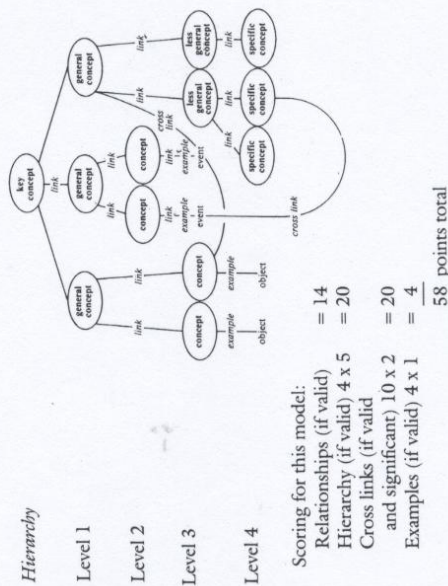 Hierarchy
key
concept
link
Level 1
general
concept
general
concept
general
concept
link
link
link
link
Level 2
concept
concept
link
link
cross
link
link
link
example
event
example
event
Level 3
concept
concept
less
general
concept
less
general
concept
example
object
example
object
link
link
link
Level 4
specific
concept
specific
concept
specific
concept
cross link
Scoring for this model:
Relationships (if valid) = 14
Hierarchy (if valid) 4 x 5 = 20
Cross links (if valid
and significant) 10 x 2 = 20
Examples (if valid) 4 x 1 = 4
58 points total